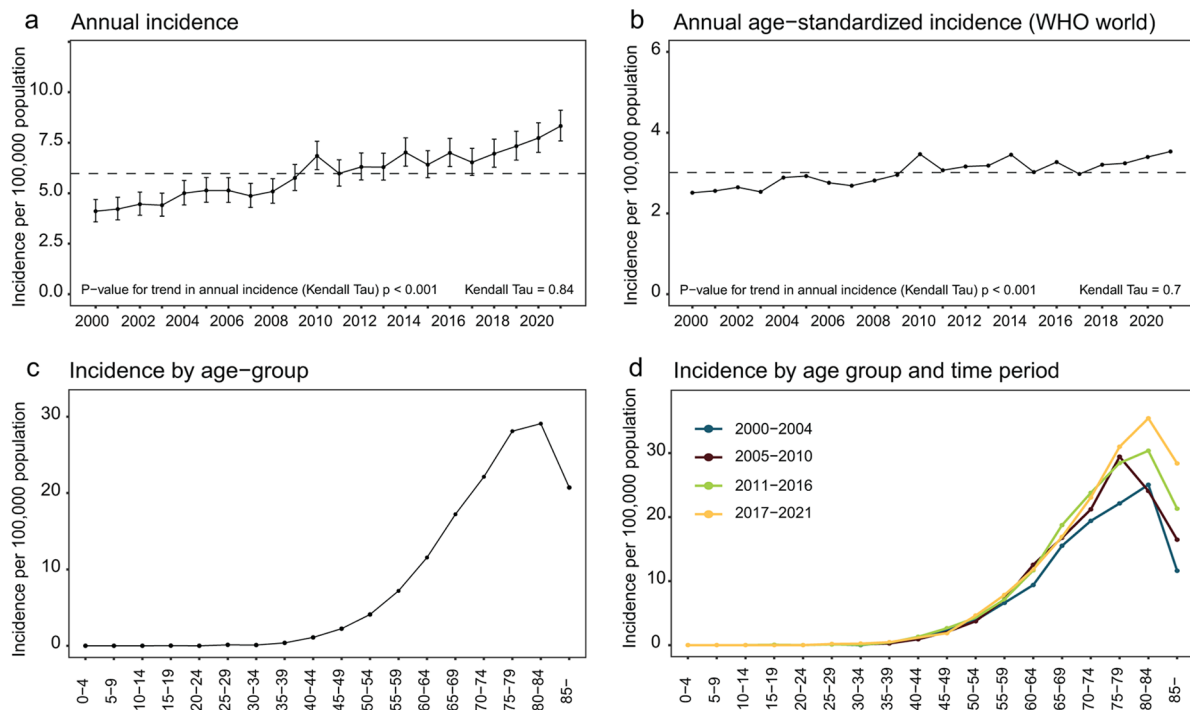 a Annual incidence
Incidence per 100,000 population
10.0
7.5
5.0
2.5
0.0
P−value for trend in annual incidence (Kendall Tau) p < 0.001 Kendall Tau = 0.84
2000 2002 2004 2006 2008 2010 2012 2014 2016 2018 2020
b Annual age−standardized incidence (WHO world)
Incidence per 100,000 population
6
4
2
0
P−value for trend in annual incidence (Kendall Tau) p < 0.001 Kendall Tau = 0.7
2000 2002 2004 2006 2008 2010 2012 2014 2016 2018 2020
c Incidence by age−group
Incidence per 100,000 population
30
20
10
0
0−4 5−9 10−14 15−19 20−24 25−29 30−34 35−39 40−44 45−49 50−54 55−59 60−64 65−69 70−74 75−79 80−84 85−
d Incidence by age group and time period
Incidence per 100,000 population
30
20
10
0
2000−2004
2005−2010
2011−2016
2017−2021
0−4 5−9 10−14 15−19 20−24 25−29 30−34 35−39 40−44 45−49 50−54 55−59 60−64 65−69 70−74 75−79 80−84 85−